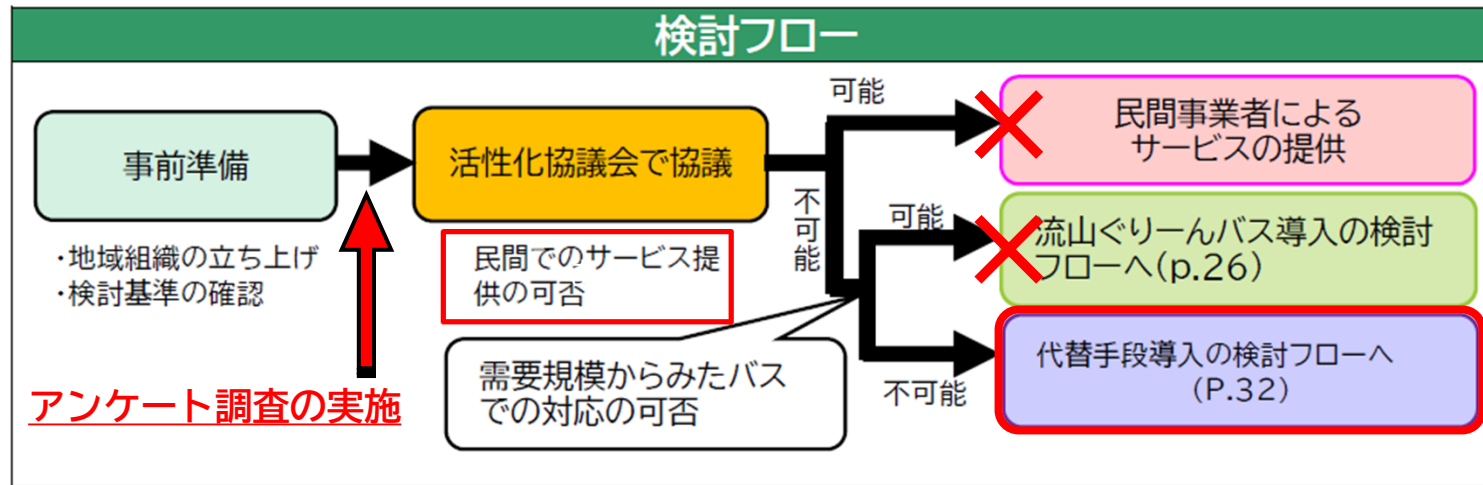 検討フロー
事前準備
・地域組織の立ち上げ
・検討基準の確認
アンケート調査の実施
活性化協議会で協議
民間でのサービス提
供の可否
需要規模からみたバス
での対応の可否
可能
不可能
可能
不可能
民間事業者による
サービスの提供
流山ぐりーんバス導入の検討
フローへ(p.26)
代替手段導入の検討フローへ
(P.32)